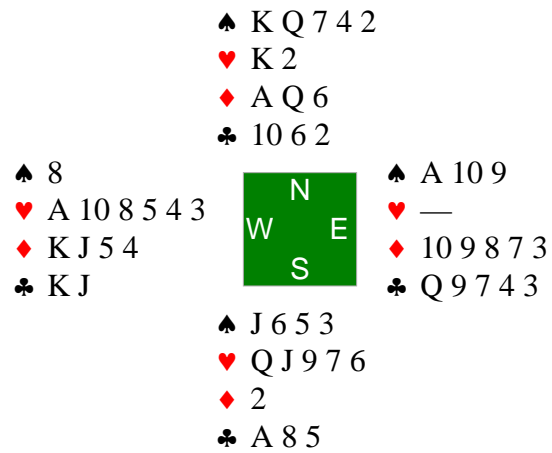 ♠ K Q 7 4 2
♥ K 2
♦ A Q 6
♣ 10 6 2
♠ 8
♥ A 10 8 5 4 3
♦ K J 5 4
♣ K J
N
W E
S
♠ A 10 9
♥ —
♦ 10 9 8 7 3
♣ Q 9 7 4 3
♠ J 6 5 3
♥ Q J 9 7 6
♦ 2
♣ A 8 5